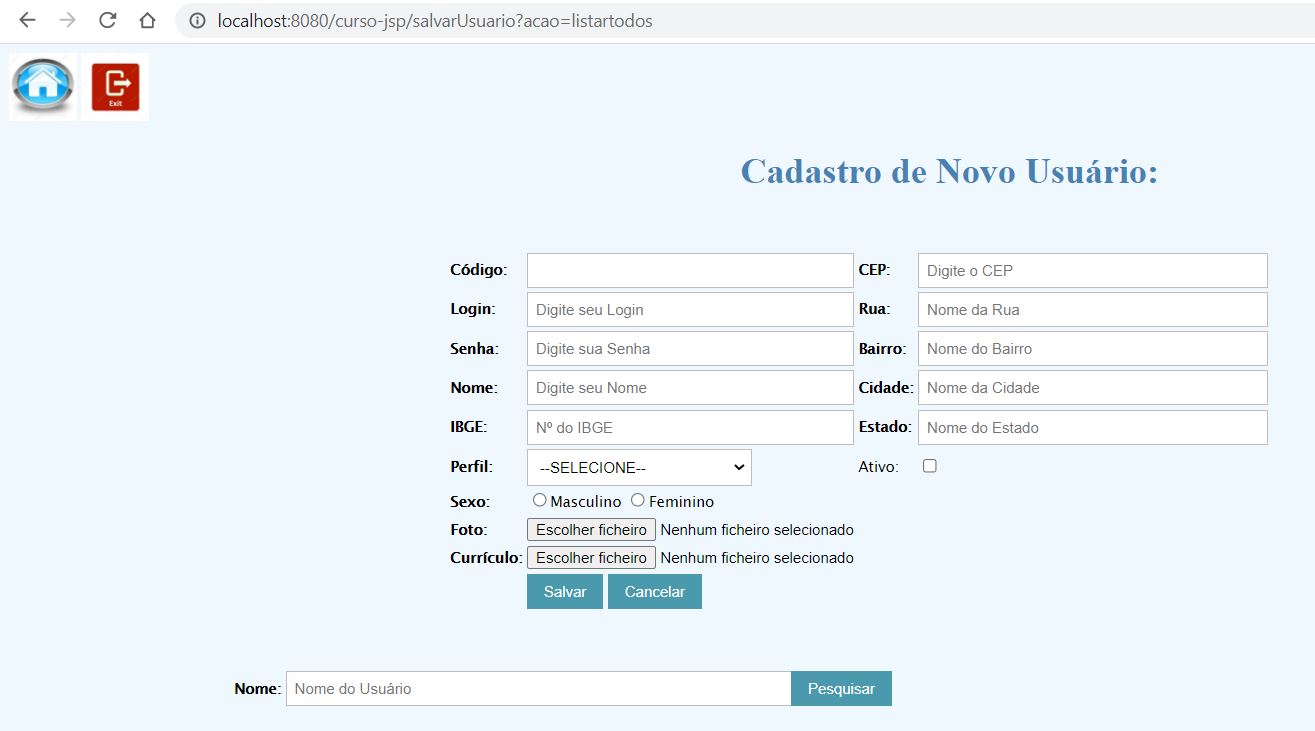 localhost:8080/curso-jsp/salvarUsuario?acao=listartodos
Exit
Cadastro de Novo Usuário:
Código: CEP: Digite o CEP
Login: Digite seu Login Rua: Nome da Rua
Senha: Digite sua Senha Bairro: Nome do Bairro
Nome: Digite seu Nome Cidade: Nome da Cidade
IBGE: Nº do IBGE Estado: Nome do Estado
Perfil: --SELECIONE-- Ativo:
Sexo: Masculino Feminino
Foto: Escolher ficheiro Nenhum ficheiro selecionado
Currículo: Escolher ficheiro Nenhum ficheiro selecionado
Salvar Cancelar
Nome: Nome do Usuário Pesquisar